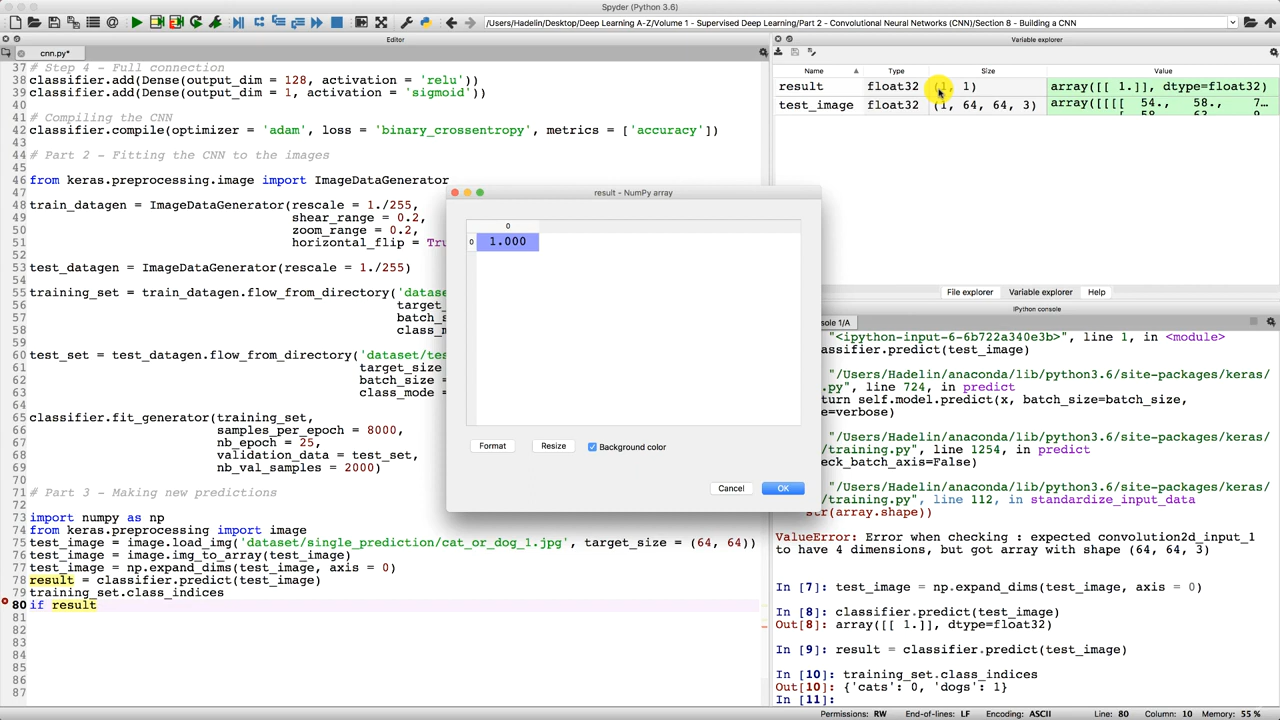 Spyder (Python 3.6)
/Users/Hadelin/Desktop/Deep Learning A-Z/Volume 1 - Supervised Deep Learning/Part 2 - Convolutional Neural Networks (CNN)/Section 8 - Building a CNN
Editor
cnn.py*
37 # Step 4 - Full connection
38 classifier.add(Dense(output_dim = 128, activation = 'relu'))
39 classifier.add(Dense(output_dim = 1, activation = 'sigmoid'))
40
41 # Compiling the CNN
42 classifier.compile(optimizer = 'adam', loss = 'binary_crossentropy', metrics = ['accuracy'])
43
44 # Part 2 - Fitting the CNN to the images
45
46 from keras.preprocessing.image import ImageDataGenerator
47
48 train_datagen = ImageDataGenerator(rescale = 1./255,
49 shear_range = 0.2,
50 zoom_range = 0.2,
51 horizontal_flip = Tru
52
53 test_datagen = ImageDataGenerator(rescale = 1./255)
54
55 training_set = train_datagen.flow_from_directory('datase
56 target_
57 batch_s
58 class_m
59
60 test_set = test_datagen.flow_from_directory('dataset/tes
61 target_size
62 batch_size =
63 class_mode =
64
65 classifier.fit_generator(training_set,
66 samples_per_epoch = 8000,
67 nb_epoch = 25,
68 validation_data = test_set,
69 nb_val_samples = 2000)
70
71 # Part 3 - Making new predictions
72
73 import numpy as np
74 from keras.preprocessing import image
75 test_image = image.load_img('dataset/single_prediction/cat_or_dog_1.jpg', target_size = (64, 64))
76 test_image = image.img_to_array(test_image)
77 test_image = np.expand_dims(test_image, axis = 0)
78 result = classifier.predict(test_image)
79 training_set.class_indices
80 if result
81
82
83
84
85
86
87
result - NumPy array
0
0 1.000
Format Resize Background color
Cancel OK
Variable explorer
Name Type Size Value
result float32 (1, 1) array([[ 1.]], dtype=float32)
test_image float32 (1, 64, 64, 3) array([[[[ 54., 58., 7...
File explorer Variable explorer Help
IPython console
sole 1/A
"<ipython-input-6-6b722a340e3b>", line 1, in <module>
classifier.predict(test_image)
"/Users/Hadelin/anaconda/lib/python3.6/site-packages/keras/
.py", line 724, in predict
turn self.model.predict(x, batch_size=batch_size,
e=verbose)
"/Users/Hadelin/anaconda/lib/python3.6/site-packages/keras/
training.py", line 1254, in predict
eck_batch_axis=False)
"/Users/Hadelin/anaconda/lib/python3.6/site-packages/keras/
training.py", line 112, in standardize_input_data
str(array.shape))
ValueError: Error when checking : expected convolution2d_input_1
to have 4 dimensions, but got array with shape (64, 64, 3)
In [7]: test_image = np.expand_dims(test_image, axis = 0)
In [8]: classifier.predict(test_image)
Out[8]: array([[ 1.]], dtype=float32)
In [9]: result = classifier.predict(test_image)
In [10]: training_set.class_indices
Out[10]: {'cats': 0, 'dogs': 1}
In [11]:
Permissions: RW End-of-lines: LF Encoding: ASCII Line: 80 Column: 10 Memory: 55 %